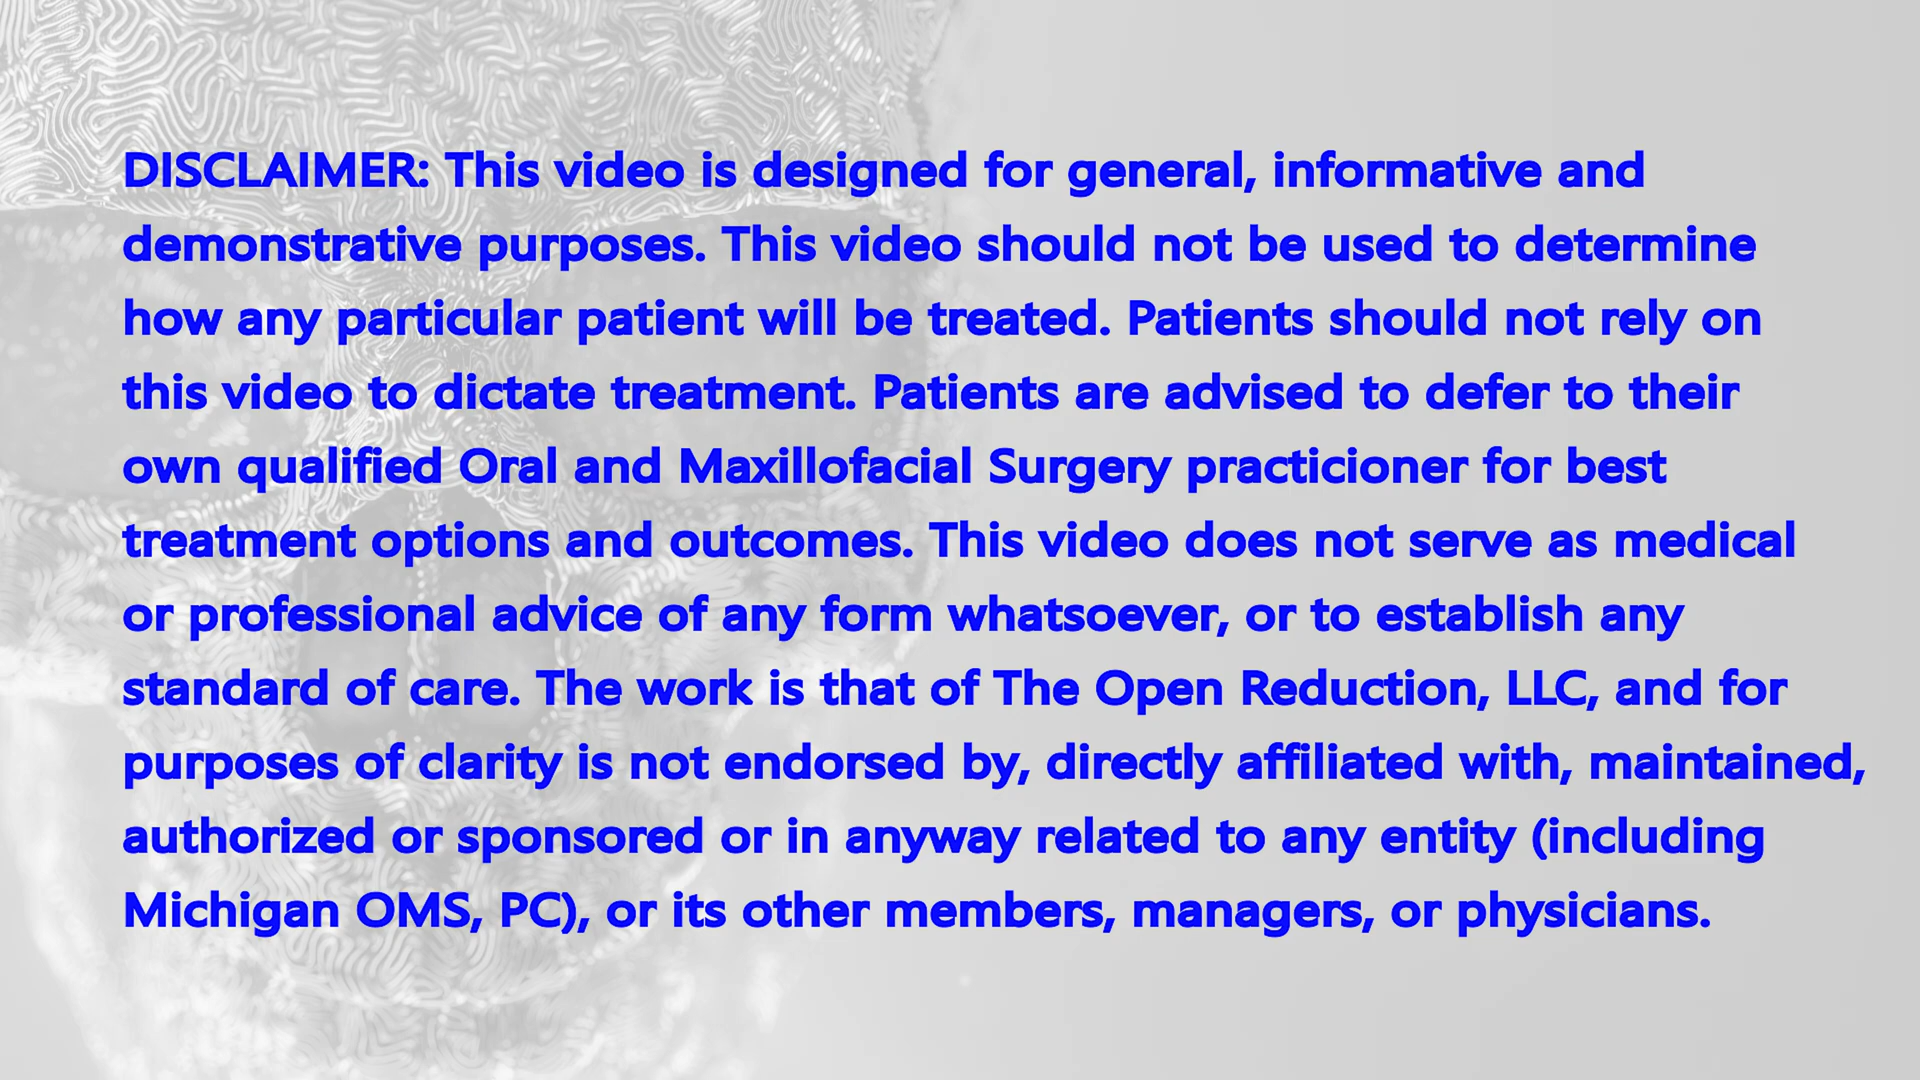 DISCLAIMER: This video is designed for general, informative and
demonstrative purposes. This video should not be used to determine
how any particular patient will be treated. Patients should not rely on
this video to dictate treatment. Patients are advised to defer to their
own qualified Oral and Maxillofacial Surgery practicioner for best
treatment options and outcomes. This video does not serve as medical
or professional advice of any form whatsoever, or to establish any
standard of care. The work is that of The Open Reduction, LLC, and for
purposes of clarity is not endorsed by, directly affiliated with, maintained,
authorized or sponsored or in anyway related to any entity (including
Michigan OMS, PC), or its other members, managers, or physicians.